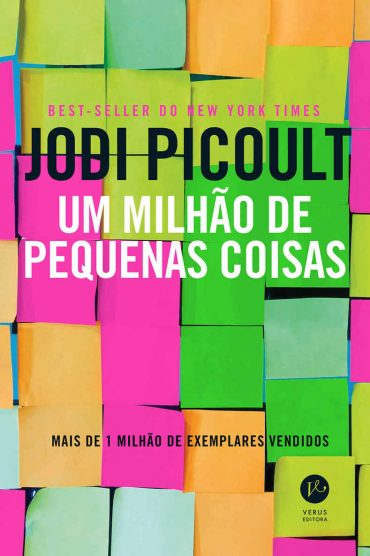 BEST-SELLER DO NEW YORK TIMES
JODI PICOULT
UM MILHÃO DE
PEQUENAS COISAS
MAIS DE 1 MILHÃO DE EXEMPLARES VENDIDOS
VERUS
EDITORA